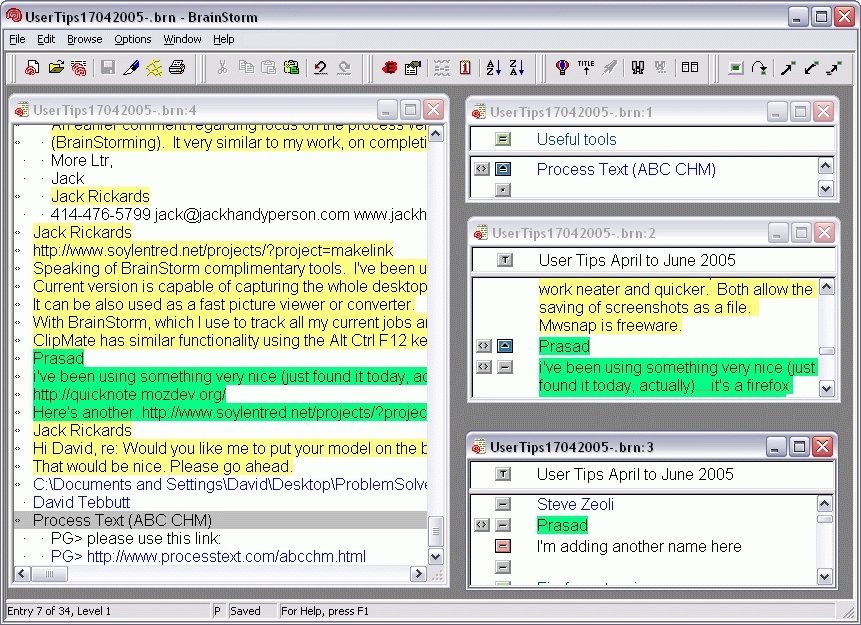 UserTips17042005-.brn - BrainStorm
File Edit Browse Options Window Help
TITLE
UserTips17042005-.brn:4
An earlier comment regarding focus on the process ver
(BrainStorming). It very similar to my work, on completi
More Ltr,
Jack
Jack Rickards
414-476-5799 jack@jackhandyperson.com www.jackh
Jack Rickards
http://www.soylentred.net/projects/?project=makelink
Speaking of BrainStorm complimentary tools. I've been u
Current version is capable of capturing the whole desktop
It can be also used as a fast picture viewer or converter.
With BrainStorm, which I use to track all my current jobs ar
ClipMate has similar functionality using the Alt Ctrl F12 ke
Prasad
i've been using something very nice (just found it today, ac
http://quicknote.mozdev.org/
Here's another. http://www.soylentred.net/projects/?projec
Jack Rickards
Hi David, re: Would you like me to put your model on the b
That would be nice. Please go ahead.
C:\Documents and Settings\David\Desktop\ProblemSolve
David Tebbutt
Process Text (ABC CHM)
PG> please use this link:
PG> http://www.processtext.com/abcchm.html
UserTips17042005-.brn:1
Useful tools
Process Text (ABC CHM)
UserTips17042005-.brn:2
T User Tips April to June 2005
work neater and quicker. Both allow the
saving of screenshots as a file.
Mwsnap is freeware.
Prasad
i've been using something very nice (just
found it today, actually)....it's a firefox
UserTips17042005-.brn:3
T User Tips April to June 2005
Steve Zeoli
Prasad
I'm adding another name here
Entry 7 of 34, Level 1 P Saved For Help, press F1